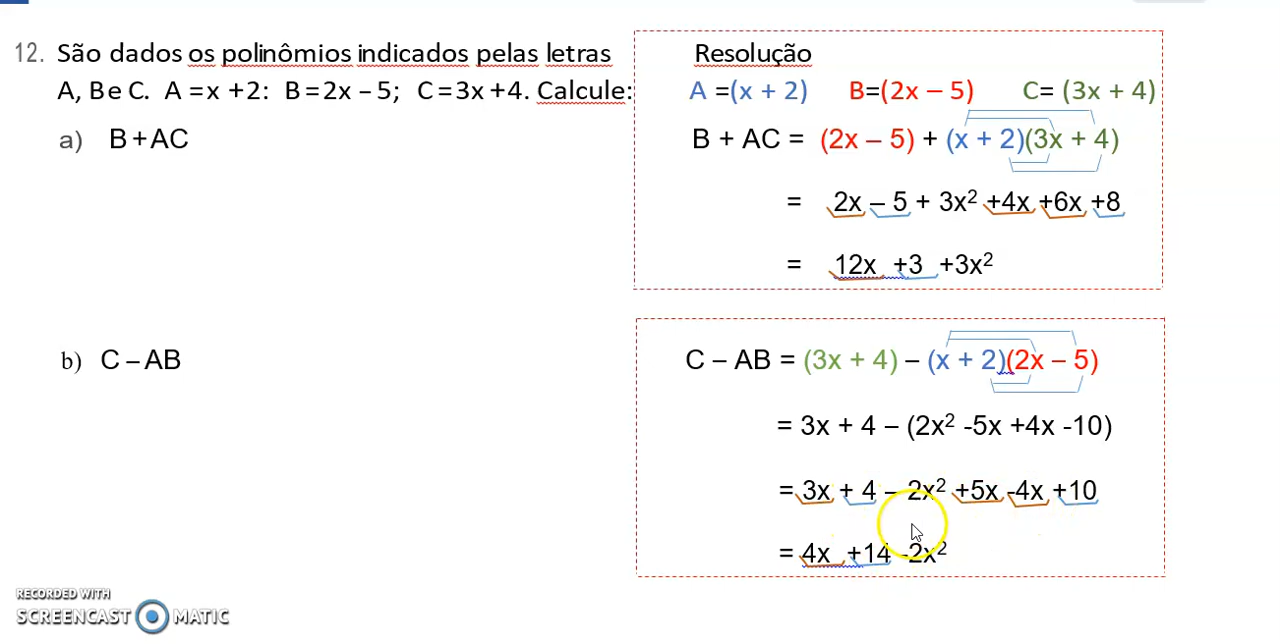 12. São dados os polinômios indicados pelas letras
A, B e C. A = x + 2: B = 2x – 5; C = 3x + 4. Calcule:
a) B + AC
Resolução
A =(x + 2) B=(2x – 5) C= (3x + 4)
B + AC = (2x – 5) + (x + 2)(3x + 4)
= 2x – 5 + 3x² +4x +6x +8
= 12x +3 +3x²
b) C – AB
C – AB = (3x + 4) – (x + 2)(2x – 5)
= 3x + 4 – (2x² -5x +4x -10)
= 3x + 4 – 2x² +5x -4x +10
= 4x +14 -2x²
RECORDED WITH
SCREENCAST MATIC